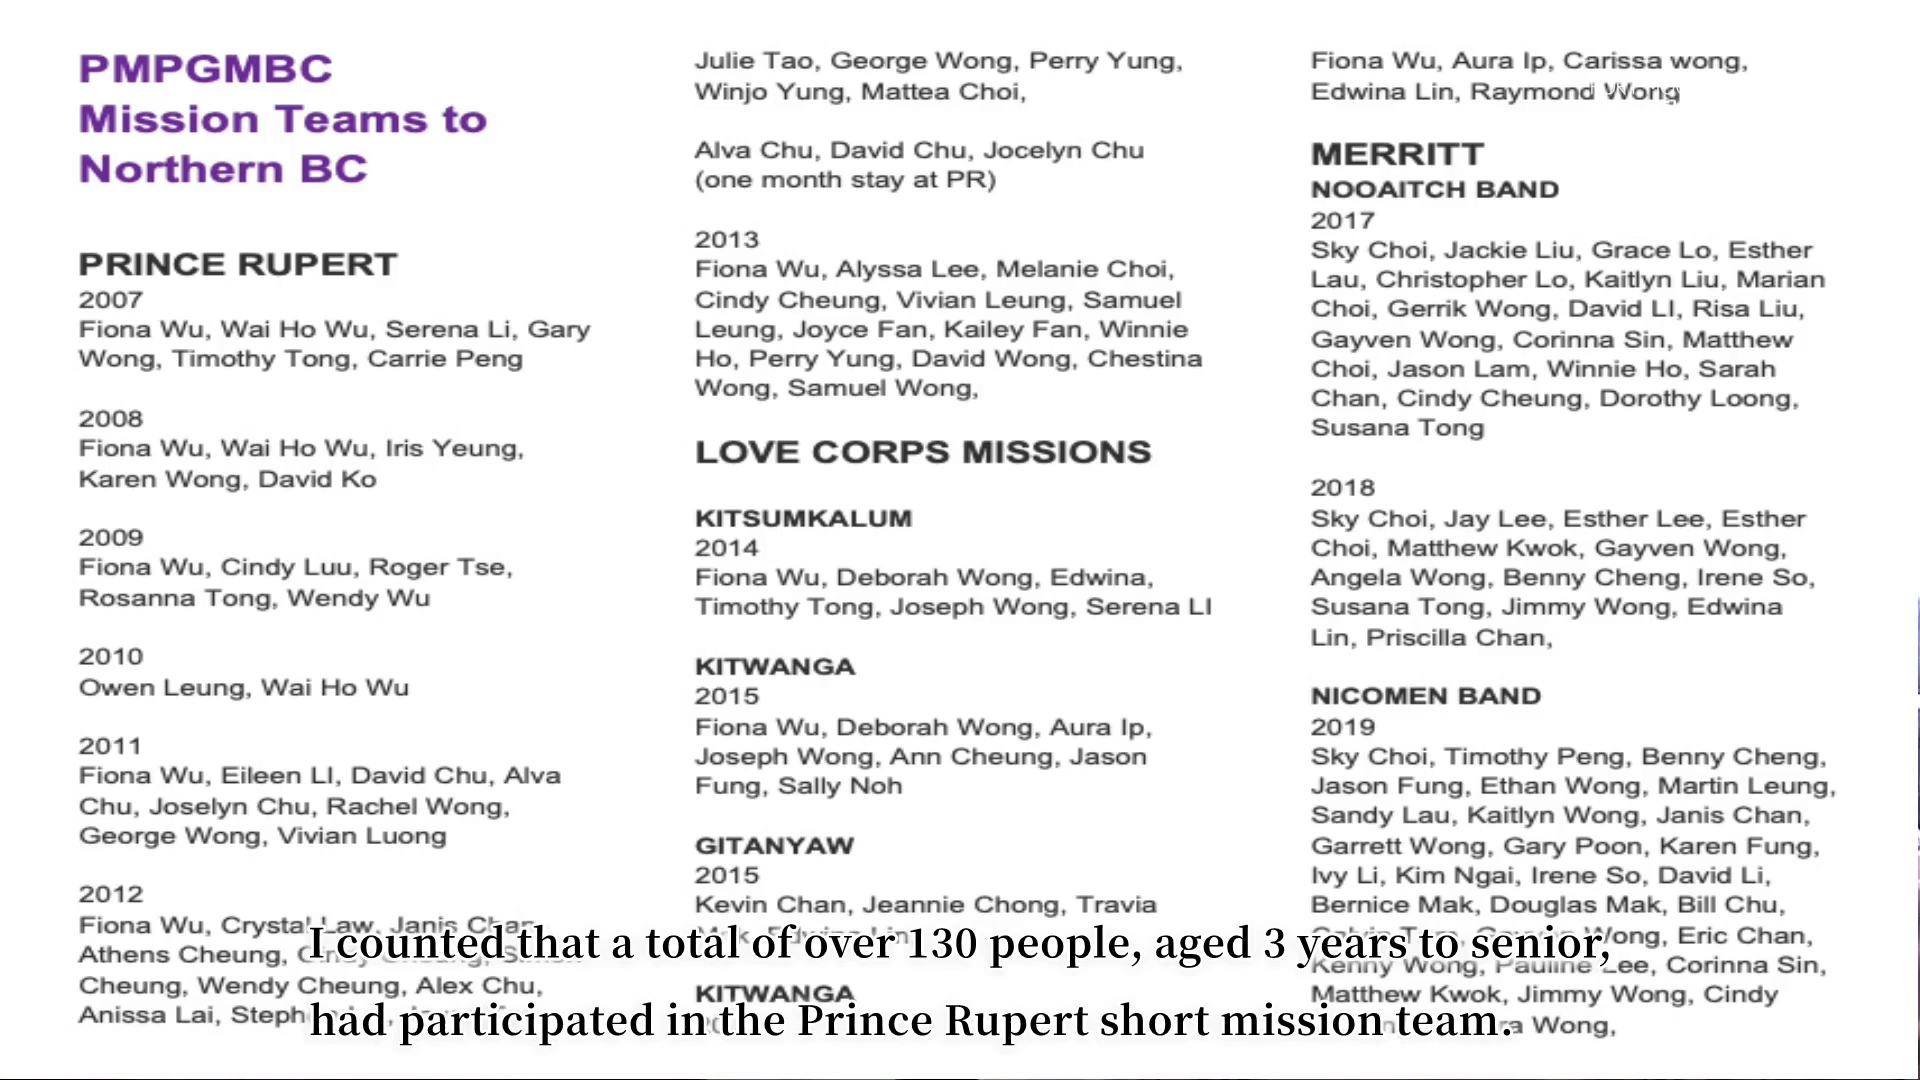 PMPGMBC
Mission Teams to
Northern BC
PRINCE RUPERT
2007
Fiona Wu, Wai Ho Wu, Serena Li, Gary
Wong, Timothy Tong, Carrie Peng
2008
Fiona Wu, Wai Ho Wu, Iris Yeung,
Karen Wong, David Ko
2009
Fiona Wu, Cindy Luu, Roger Tse,
Rosanna Tong, Wendy Wu
2010
Owen Leung, Wai Ho Wu
2011
Fiona Wu, Eileen LI, David Chu, Alva
Chu, Joselyn Chu, Rachel Wong,
George Wong, Vivian Luong
2012
Fiona Wu, Crystal Law, Janis Chan
Athens Cheung,
Cheung, Wendy Cheung, Alex Chu,
Anissa Lai,
Julie Tao, George Wong, Perry Yung,
Winjo Yung, Mattea Choi,
Alva Chu, David Chu, Jocelyn Chu
(one month stay at PR)
2013
Fiona Wu, Alyssa Lee, Melanie Choi,
Cindy Cheung, Vivian Leung, Samuel
Leung, Joyce Fan, Kailey Fan, Winnie
Ho, Perry Yung, David Wong, Chestina
Wong, Samuel Wong,
LOVE CORPS MISSIONS
KITSUMKALUM
2014
Fiona Wu, Deborah Wong, Edwina,
Timothy Tong, Joseph Wong, Serena LI
KITWANGA
2015
Fiona Wu, Deborah Wong, Aura Ip,
Joseph Wong, Ann Cheung, Jason
Fung, Sally Noh
GITANYAW
2015
Kevin Chan, Jeannie Chong, Travia
KITWANGA
Fiona Wu, Aura Ip, Carissa wong,
Edwina Lin, Raymond Wong
MERRITT
NOOAITCH BAND
2017
Sky Choi, Jackie Liu, Grace Lo, Esther
Lau, Christopher Lo, Kaitlyn Liu, Marian
Choi, Gerrik Wong, David LI, Risa Liu,
Gayven Wong, Corinna Sin, Matthew
Choi, Jason Lam, Winnie Ho, Sarah
Chan, Cindy Cheung, Dorothy Loong,
Susana Tong
2018
Sky Choi, Jay Lee, Esther Lee, Esther
Choi, Matthew Kwok, Gayven Wong,
Angela Wong, Benny Cheng, Irene So,
Susana Tong, Jimmy Wong, Edwina
Lin, Priscilla Chan,
NICOMEN BAND
2019
Sky Choi, Timothy Peng, Benny Cheng,
Jason Fung, Ethan Wong, Martin Leung,
Sandy Lau, Kaitlyn Wong, Janis Chan,
Garrett Wong, Gary Poon, Karen Fung,
Ivy Li, Kim Ngai, Irene So, David Li,
Bernice Mak, Douglas Mak, Bill Chu,
Wong, Eric Chan,
Kenny Wong, Pauline Lee, Corinna Sin,
Matthew Kwok, Jimmy Wong, Cindy
Wong,
I counted that a total of over 130 people, aged 3 years to senior,
had participated in the Prince Rupert short mission team.